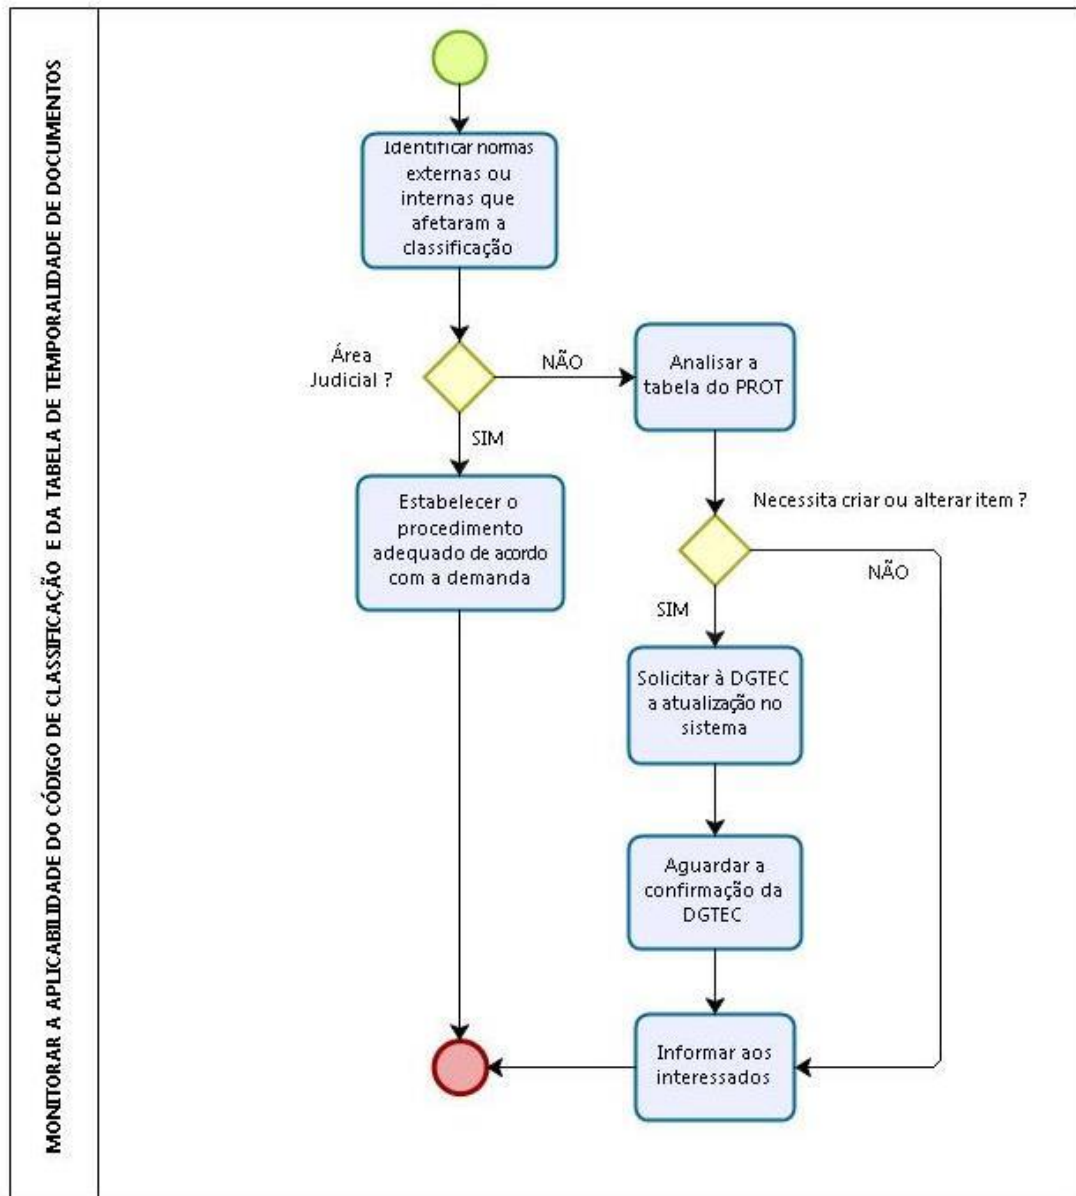 MONITORAR A APLICABILIDADE DO CÓDIGO DE CLASSIFICAÇÃO E DA TABELA DE TEMPORALIDADE DE DOCUMENTOS
Identificar normas
externas ou
internas que
afetaram a
classificação
Área
Judicial ?
NÃO
Analisar a
tabela do PROT
SIM
Estabelecer o
procedimento
adequado de acordo
com a demanda
Necessita criar ou alterar item ?
NÃO
SIM
Solicitar à DGTEC
a atualização no
sistema
Aguardar a
confirmação da
DGTEC
Informar aos
interessados